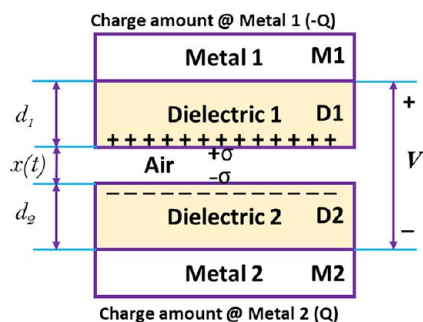 Charge amount @ Metal 1 (-Q)
Metal 1 M1
d1
Dielectric 1 D1
+
+ + + + + + + + + + + + +
+σ
x(t)
Air
V
-σ
d2
Dielectric 2 D2
−
Metal 2 M2
Charge amount @ Metal 2 (Q)